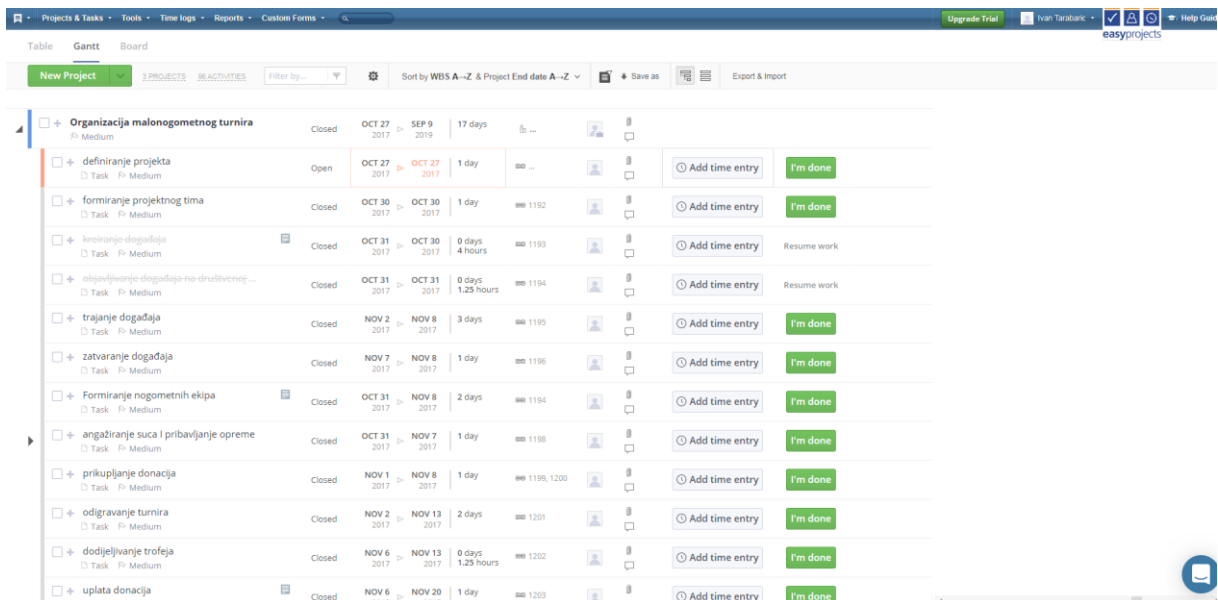 Projects & Tasks Tools Time logs Reports Custom Forms Upgrade Trial Ivan Tarabaric Help Guid
easyprojects
Table Gantt Board
New Project 3 PROJECTS 96 ACTIVITIES Filter by... Sort by WBS A→Z & Project End date A→Z Save as Export & Import
Organizacija malonogometnog turnira Closed OCT 27 SEP 9 17 days ...
Medium 2017 2019
definiranje projekta Open OCT 27 OCT 27 1 day ... Add time entry I'm done
Task Medium 2017 2017
formiranje projektnog tima Closed OCT 30 OCT 30 1 day 1192 Add time entry I'm done
Task Medium 2017 2017
kreiranje događaja Closed OCT 31 OCT 30 0 days 1193 Add time entry Resume work
Task Medium 2017 2017 4 hours
objavljivanje događaja na društvenoj ... Closed OCT 31 OCT 31 0 days 1194 Add time entry Resume work
Task Medium 2017 2017 1.25 hours
trajanje događaja Closed NOV 2 NOV 8 3 days 1195 Add time entry I'm done
Task Medium 2017 2017
zatvaranje događaja Closed NOV 7 NOV 8 1 day 1196 Add time entry I'm done
Task Medium 2017 2017
Formiranje nogometnih ekipa Closed OCT 31 NOV 8 2 days 1194 Add time entry I'm done
Task Medium 2017 2017
angažiranje suca I pribavljanje opreme Closed OCT 31 NOV 7 1 day 1198 Add time entry I'm done
Task Medium 2017 2017
prikupljanje donacija Closed NOV 1 NOV 8 1 day 1199, 1200 Add time entry I'm done
Task Medium 2017 2017
odigravanje turnira Closed NOV 2 NOV 13 2 days 1201 Add time entry I'm done
Task Medium 2017 2017
dodijeljivanje trofeja Closed NOV 6 NOV 13 0 days 1202 Add time entry I'm done
Task Medium 2017 2017 1.25 hours
uplata donacija Closed NOV 6 NOV 20 1 day 1203 Add time entry I'm done